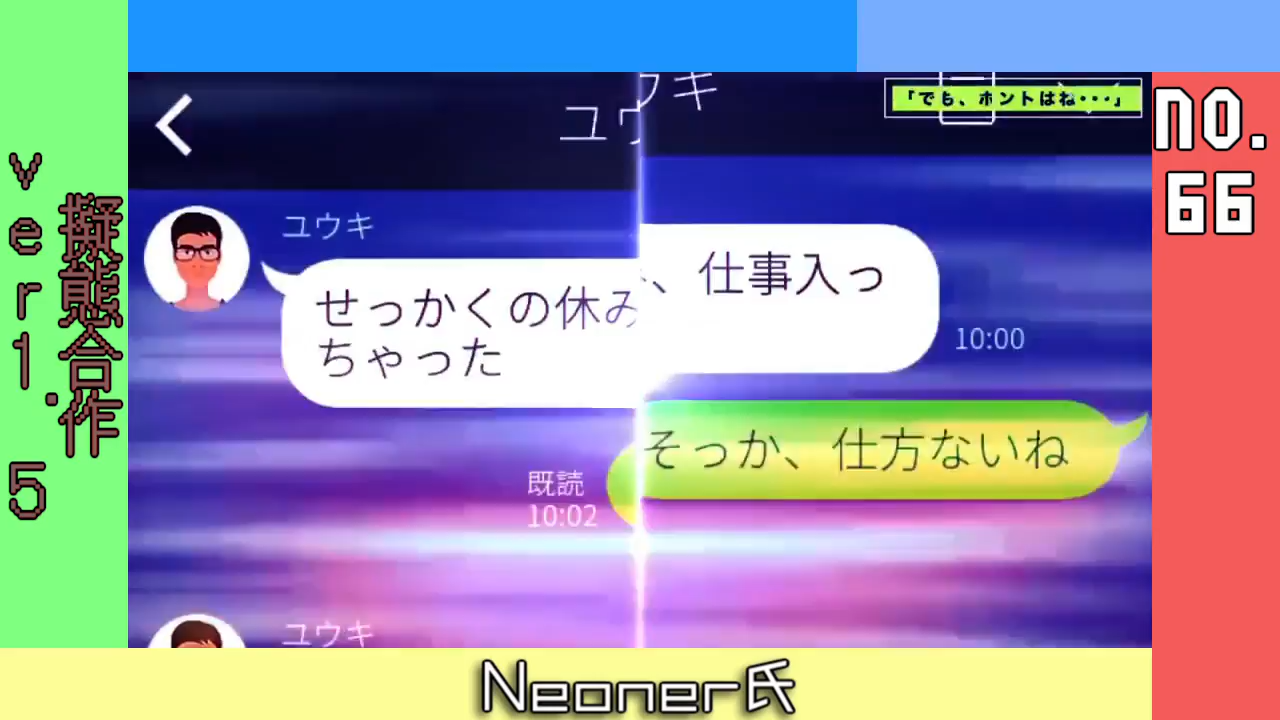 擬態合作
ver1.5
no.
66
「でも、ホントはね・・・」
ユウキ
ユウキ
せっかくの休み、仕事入っ
ちゃった
10:00
そっか、仕方ないね
既読
10:02
ユウキ
Neoner氏